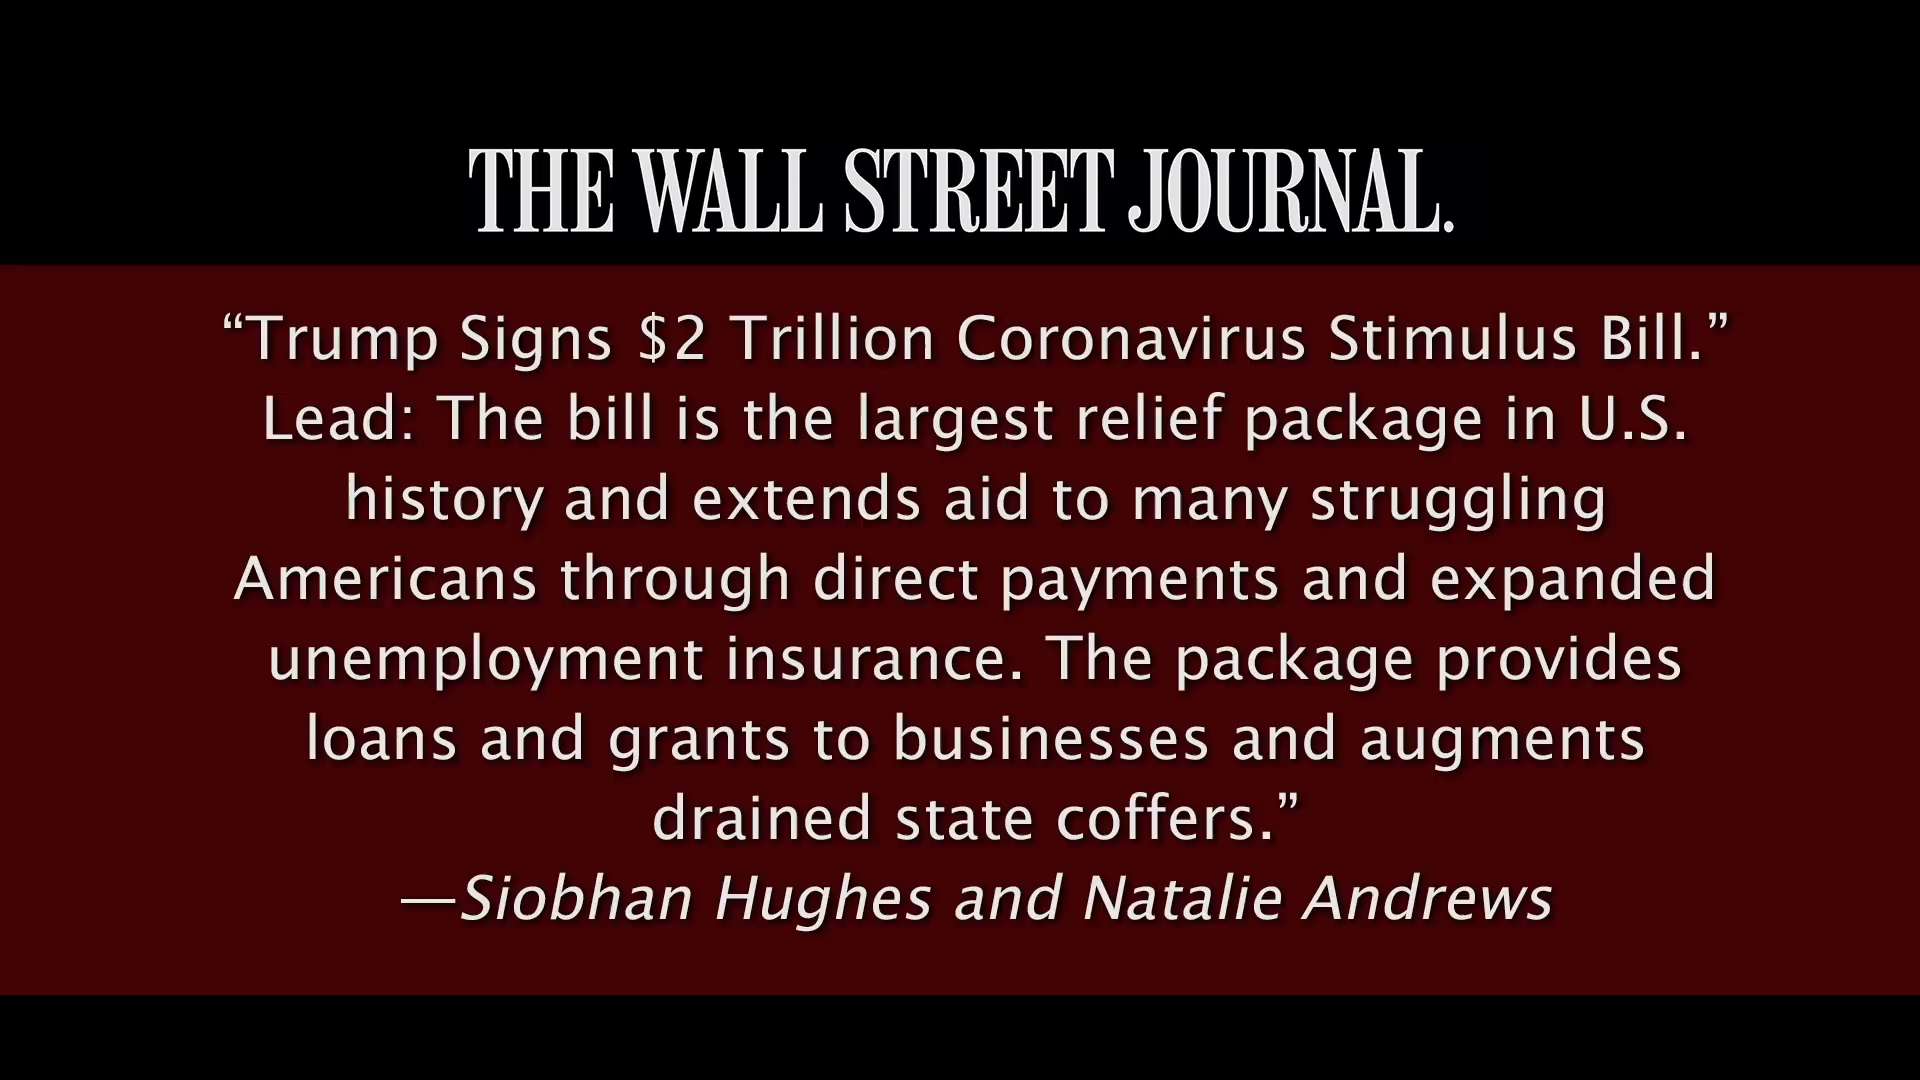 THE WALL STREET JOURNAL.
“Trump Signs $2 Trillion Coronavirus Stimulus Bill.”
Lead: The bill is the largest relief package in U.S.
history and extends aid to many struggling
Americans through direct payments and expanded
unemployment insurance. The package provides
loans and grants to businesses and augments
drained state coffers.”
—Siobhan Hughes and Natalie Andrews